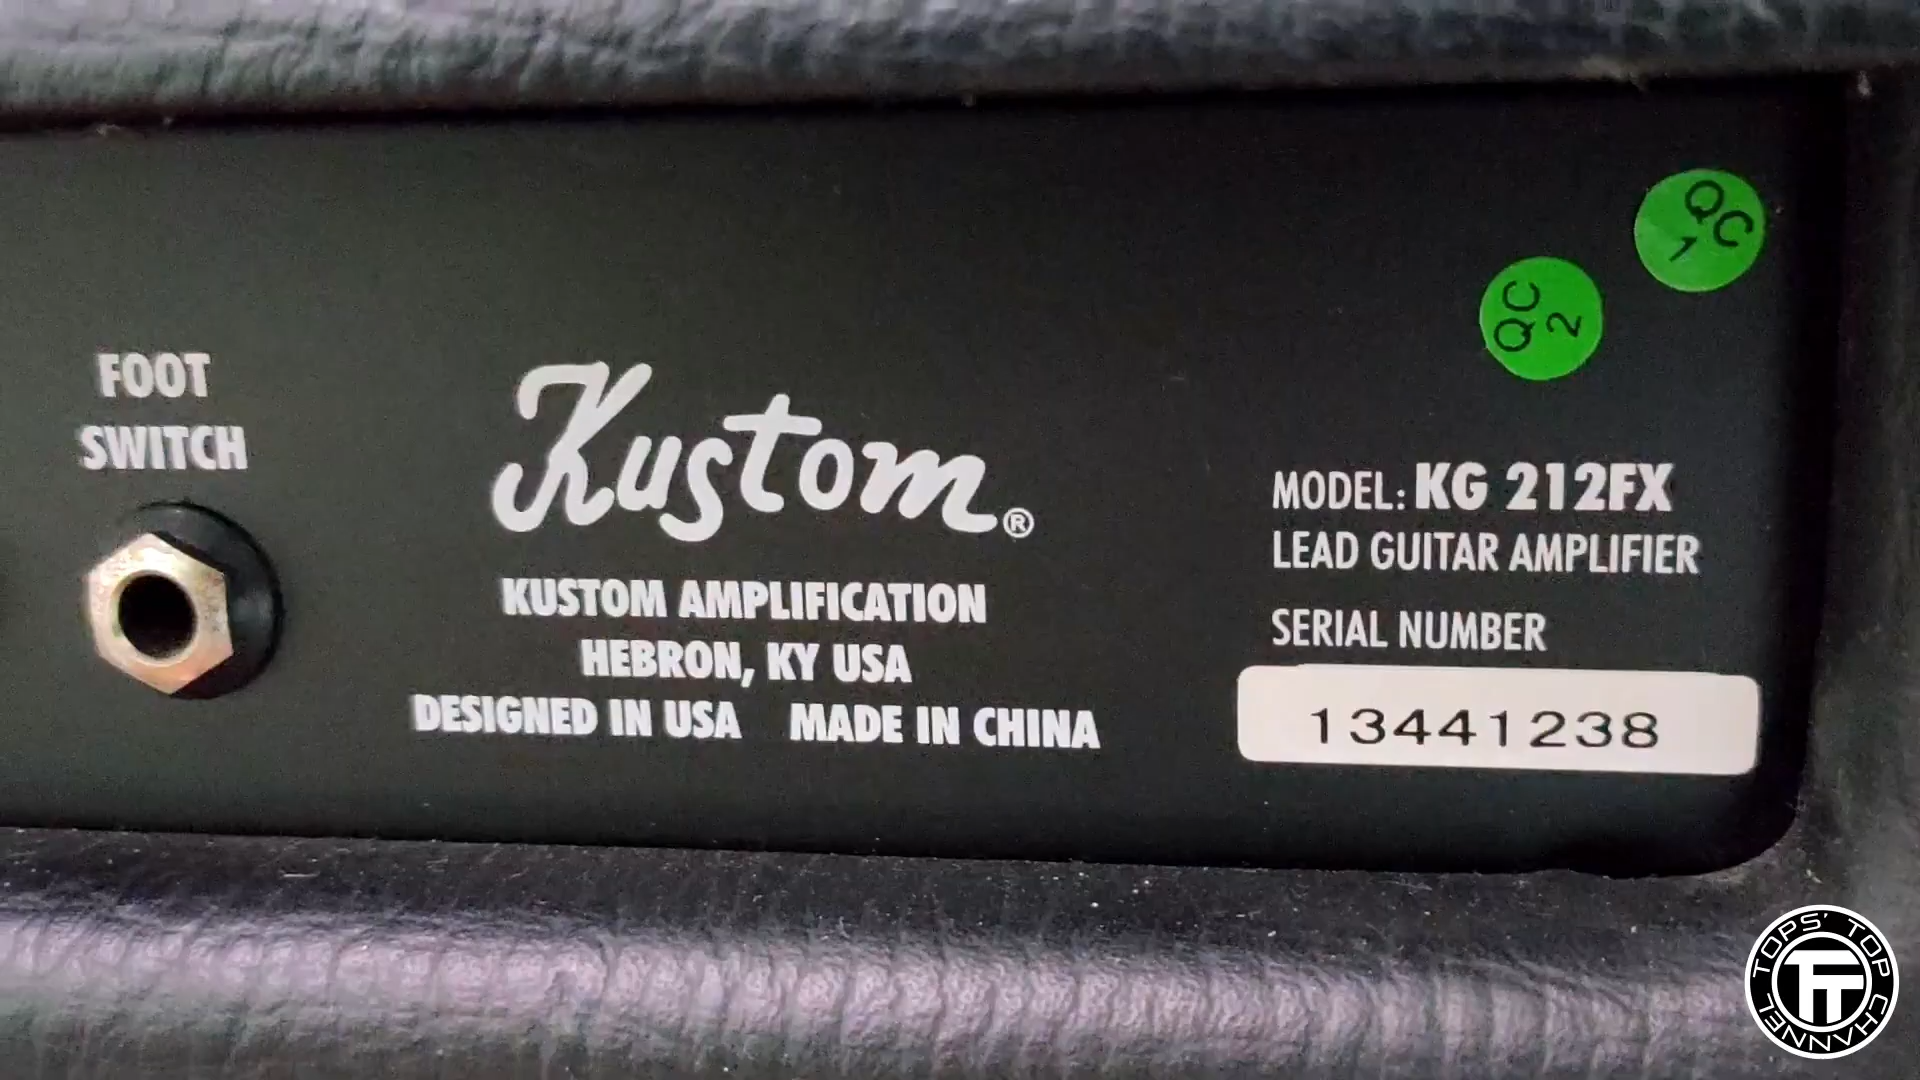 QC
1
QC
2
FOOT
SWITCH
Kustom®
KUSTOM AMPLIFICATION
HEBRON, KY USA
DESIGNED IN USA MADE IN CHINA
MODEL: KG 212FX
LEAD GUITAR AMPLIFIER
SERIAL NUMBER
13441238
TOPS' TOP CHANNEL
TT